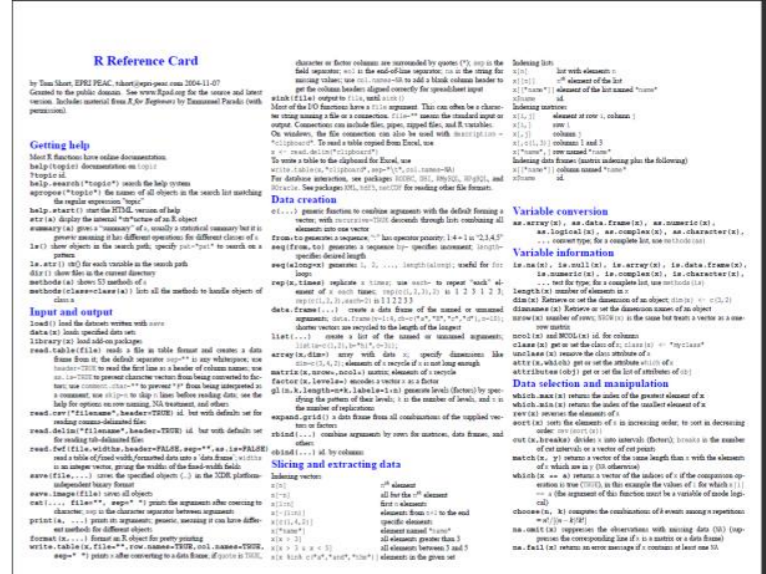 R Reference Card
by Tom Short, EPRI PEAC, tshort@epri-peac.com 2004-11-07
Granted to the public domain. See www.Rpad.org for the source and latest
version. Includes material from R for Beginners by Emmanuel Paradis (with
permission).
Getting help
Most R functions have online documentation.
help(topic) documentation on topic
?topic id.
help.search("topic") search the help system
apropos("topic") the names of all objects in the search list matching
the regular expression "topic"
help.start() start the HTML version of help
str(a) display the internal *str*ucture of an R object
summary(a) gives a "summary" of a, usually a statistical summary but it is
generic meaning it has different operations for different classes of a
ls() show objects in the search path; specify pat="pat" to search on a
pattern
ls.str() str() for each variable in the search path
dir() show files in the current directory
methods(a) shows S3 methods of a
methods(class=class(a)) lists all the methods to handle objects of
class a
Input and output
load() load the datasets written with save
data(x) loads specified data sets
library(x) load add-on packages
read.table(file) reads a file in table format and creates a data
frame from it; the default separator sep="" is any whitespace; use
header=TRUE to read the first line as a header of column names; use
as.is=TRUE to prevent character vectors from being converted to fac-
tors; use comment.char="" to prevent "#" from being interpreted as
a comment; use skip=n to skip n lines before reading data; see the
help for options on row naming, NA treatment, and others
read.csv("filename",header=TRUE) id. but with defaults set for
reading comma-delimited files
read.delim("filename",header=TRUE) id. but with defaults set
for reading tab-delimited files
read.fwf(file,widths,header=FALSE,sep="",as.is=FALSE)
read a table of fixed width formatted data into a 'data.frame'; widths
is an integer vector, giving the widths of the fixed-width fields
save(file,...) saves the specified objects (...) in the XDR platform-
independent binary format
save.image(file) saves all objects
cat(..., file="", sep=" ") prints the arguments after coercing to
character; sep is the character separator between arguments
print(a, ...) prints its arguments; generic, meaning it can have differ-
ent methods for different objects
format(x,...) format an R object for pretty printing
write.table(x,file="",row.names=TRUE,col.names=TRUE,
sep=" ") prints x after converting to a data frame; if quote is TRUE,
character or factor columns are surrounded by quotes ("); sep is the
field separator; eol is the end-of-line separator; na is the string for
missing values; use col.names=NA to add a blank column header to
get the column headers aligned correctly for spreadsheet input
sink(file) output to file, until sink()
Most of the I/O functions have a file argument. This can often be a charac-
ter string naming a file or a connection. file="" means the standard input or
output. Connections can include files, pipes, zipped files, and R variables.
On windows, the file connection can also be used with description =
"clipboard". To read a table copied from Excel, use
x <- read.delim("clipboard")
To write a table to the clipboard for Excel, use
write.table(x,"clipboard",sep="\t",col.names=NA)
For database interaction, see packages RODBC, DBI, RMySQL, RPgSQL, and
ROracle. See packages XML, hdf5, netCDF for reading other file formats.
Data creation
c(...) generic function to combine arguments with the default forming a
vector; with recursive=TRUE descends through lists combining all
elements into one vector
from:to generates a sequence; ":" has operator priority; 1:4 + 1 is "2,3,4,5"
seq(from,to) generates a sequence by= specifies increment; length=
specifies desired length
seq(along=x) generates 1, 2, ..., length(along); useful for for
loops
rep(x,times) replicate x times; use each= to repeat "each" el-
ement of x each times; rep(c(1,2,3),2) is 1 2 3 1 2 3;
rep(c(1,2,3),each=2) is 1 1 2 2 3 3
data.frame(...) create a data frame of the named or unnamed
arguments; data.frame(v=1:4,ch=c("a","B","c","d"),n=10);
shorter vectors are recycled to the length of the longest
list(...) create a list of the named or unnamed arguments;
list(a=c(1,2),b="hi",c=3i);
array(x,dim=) array with data x; specify dimensions like
dim=c(3,4,2); elements of x recycle if x is not long enough
matrix(x,nrow=,ncol=) matrix; elements of x recycle
factor(x,levels=) encodes a vector x as a factor
gl(n,k,length=n*k,labels=1:n) generate levels (factors) by spec-
ifying the pattern of their levels; k is the number of levels, and n is
the number of replications
expand.grid() a data frame from all combinations of the supplied vec-
tors or factors
rbind(...) combine arguments by rows for matrices, data frames, and
others
cbind(...) id. by columns
Slicing and extracting data
Indexing vectors
x[n] nth element
x[-n] all but the nth element
x[1:n] first n elements
x[-(1:n)] elements from n+1 to the end
x[c(1,4,2)] specific elements
x["name"] element named "name"
x[x > 3] all elements greater than 3
x[x > 3 & x < 5] all elements between 3 and 5
x[x %in% c("a","and","the")] elements in the given set
Indexing lists
x[n] list with elements n
x[[n]] nth element of the list
x[["name"]] element of the list named "name"
x$name id.
Indexing matrices
x[i,j] element at row i, column j
x[i,] row i
x[,j] column j
x[,c(1,3)] columns 1 and 3
x["name",] row named "name"
Indexing data frames (matrix indexing plus the following)
x[["name"]] column named "name"
x$name id.
Variable conversion
as.array(x), as.data.frame(x), as.numeric(x),
as.logical(x), as.complex(x), as.character(x),
... convert type; for a complete list, use methods(as)
Variable information
is.na(x), is.null(x), is.array(x), is.data.frame(x),
is.numeric(x), is.complex(x), is.character(x),
... test for type; for a complete list, use methods(is)
length(x) number of elements in x
dim(x) Retrieve or set the dimension of an object; dim(x) <- c(3,2)
dimnames(x) Retrieve or set the dimension names of an object
nrow(x) number of rows; NROW(x) is the same but treats a vector as a one-
row matrix
ncol(x) and NCOL(x) id. for columns
class(x) get or set the class of x; class(x) <- "myclass"
unclass(x) remove the class attribute of x
attr(x,which) get or set the attribute which of x
attributes(obj) get or set the list of attributes of obj
Data selection and manipulation
which.max(x) returns the index of the greatest element of x
which.min(x) returns the index of the smallest element of x
rev(x) reverses the elements of x
sort(x) sorts the elements of x in increasing order; to sort in decreasing
order: rev(sort(x))
cut(x,breaks) divides x into intervals (factors); breaks is the number
of cut intervals or a vector of cut points
match(x, y) returns a vector of the same length than x with the elements
of x which are in y (NA otherwise)
which(x == a) returns a vector of the indices of x if the comparison op-
eration is true (TRUE), in this example the values of i for which x[i]
== a (the argument of this function must be a variable of mode logi-
cal)
choose(n, k) computes the combinations of k events among n repetitions
= n!/[(n−k)!k!]
na.omit(x) suppresses the observations with missing data (NA) (sup-
presses the corresponding line if x is a matrix or a data frame)
na.fail(x) returns an error message if x contains at least one NA